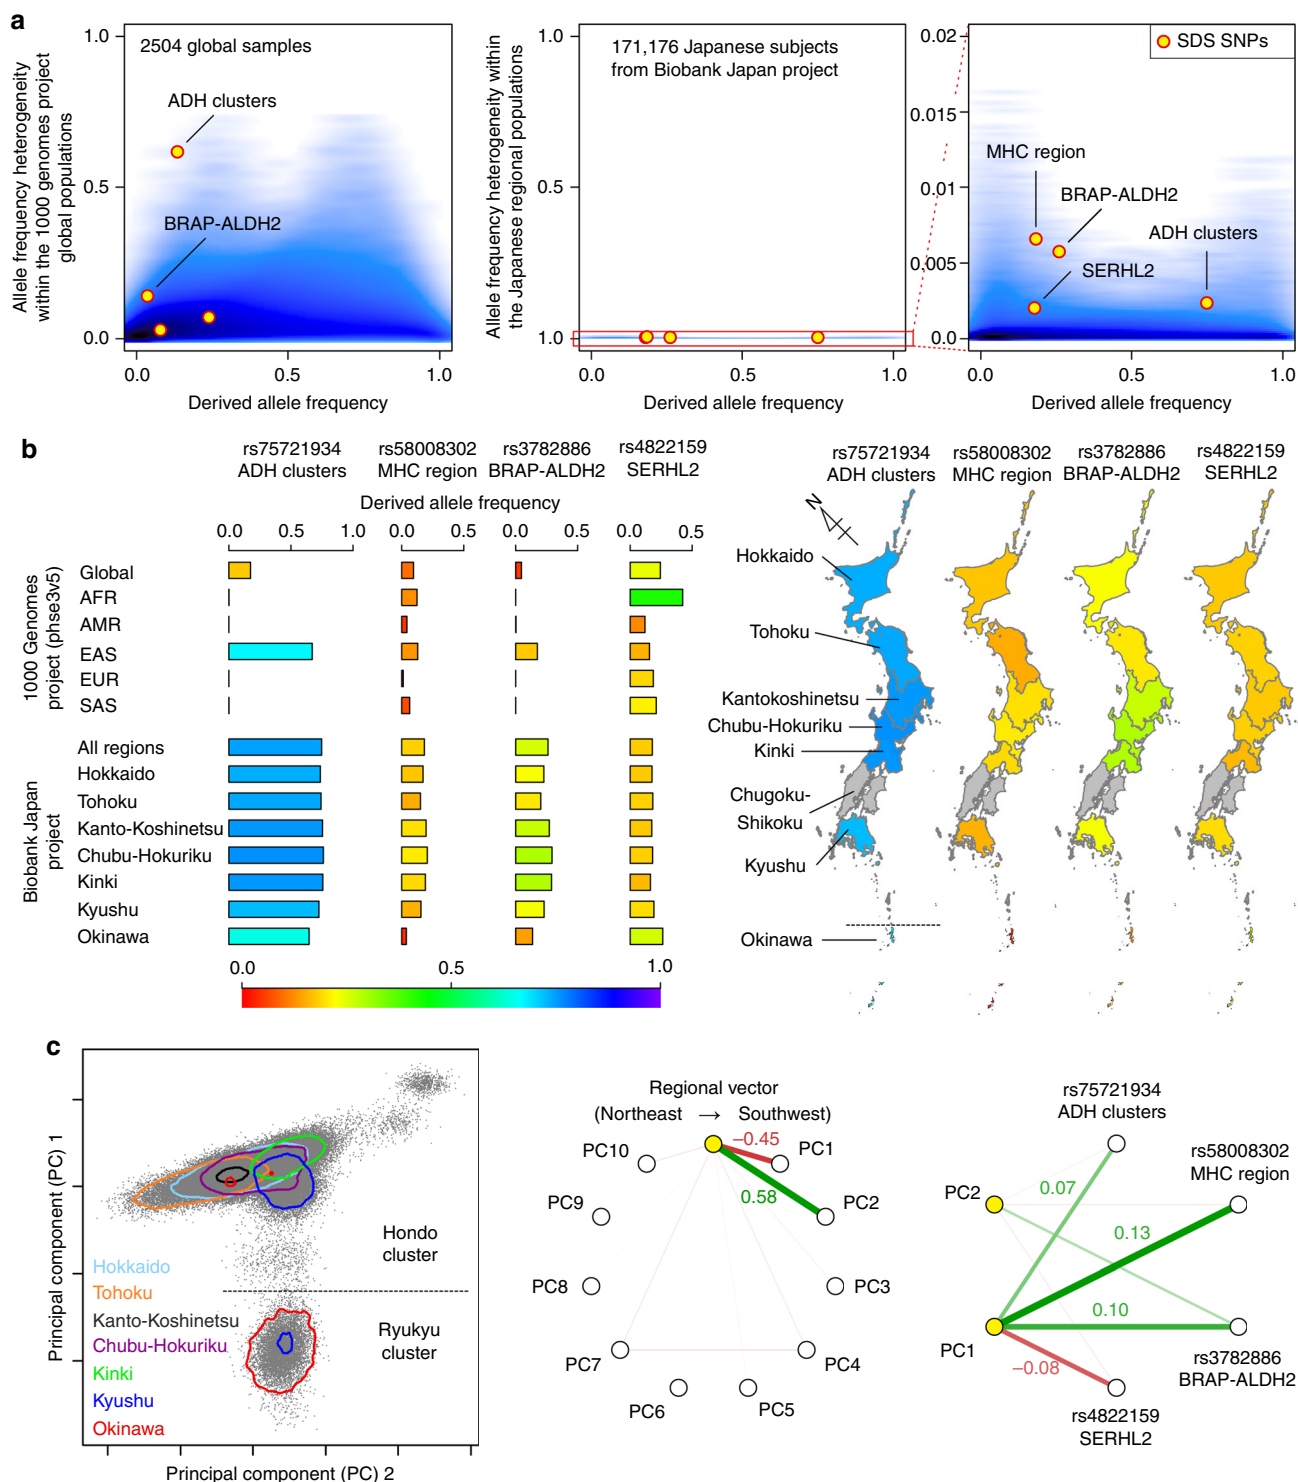 a
Allele frequency heterogeneity
within the 1000 genomes project
global populations
1.0
0.5
0.0
2504 global samples
ADH clusters
BRAP-ALDH2
0.0 0.5 1.0
Derived allele frequency
Allele frequency heterogeneity within
the Japanese regional populations
1.0
0.5
1.0
171,176 Japanese subjects
from Biobank Japan project
0.0 0.5 1.0
Derived allele frequency
0.02
0.015
0.010
0.005
0.0
SDS SNPs
MHC region
BRAP-ALDH2
ADH clusters
SERHL2
0.0 0.5 1.0
Derived allele frequency
b
rs75721934 rs58008302 rs3782886 rs4822159
ADH clusters MHC region BRAP-ALDH2 SERHL2
Derived allele frequency
0.0 0.5 1.0 0.0 0.5 0.0 0.5 0.0 0.5
1000 Genomes
project (phse3v5)
Global
AFR
AMR
EAS
EUR
SAS
Biobank Japan
project
All regions
Hokkaido
Tohoku
Kanto-Koshinetsu
Chubu-Hokuriku
Kinki
Kyushu
Okinawa
0.0 0.5 1.0
rs75721934 rs58008302 rs3782886 rs4822159
ADH clusters MHC region BRAP-ALDH2 SERHL2
N
Hokkaido
Tohoku
Kantokoshinetsu
Chubu-Hokuriku
Kinki
Chugoku-
Shikoku
Kyushu
Okinawa
c
Principal component (PC) 1
Hondo
cluster
Ryukyu
cluster
Hokkaido
Tohoku
Kanto-Koshinetsu
Chubu-Hokuriku
Kinki
Kyushu
Okinawa
Principal component (PC) 2
Regional vector
(Northeast → Southwest)
−0.45
0.58
PC10
PC1
PC9
PC2
PC8
PC3
PC7
PC4
PC6
PC5
rs75721934
ADH clusters
rs58008302
MHC region
PC2
0.07
0.13
0.10
PC1
−0.08
rs3782886
BRAP-ALDH2
rs4822159
SERHL2